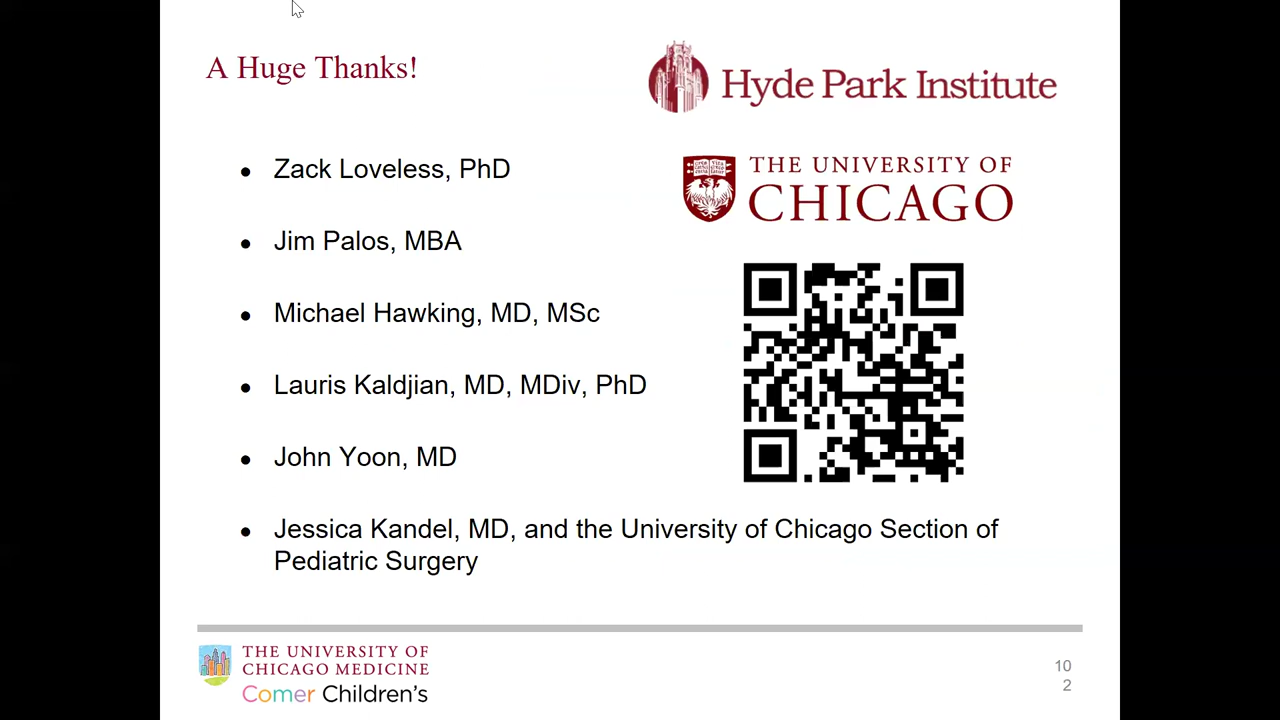 A Huge Thanks!
Hyde Park Institute
THE UNIVERSITY OF
CHICAGO
● Zack Loveless, PhD
● Jim Palos, MBA
● Michael Hawking, MD, MSc
● Lauris Kaldjian, MD, MDiv, PhD
● John Yoon, MD
● Jessica Kandel, MD, and the University of Chicago Section of
Pediatric Surgery
THE UNIVERSITY OF
CHICAGO MEDICINE
Comer Children's
10
2